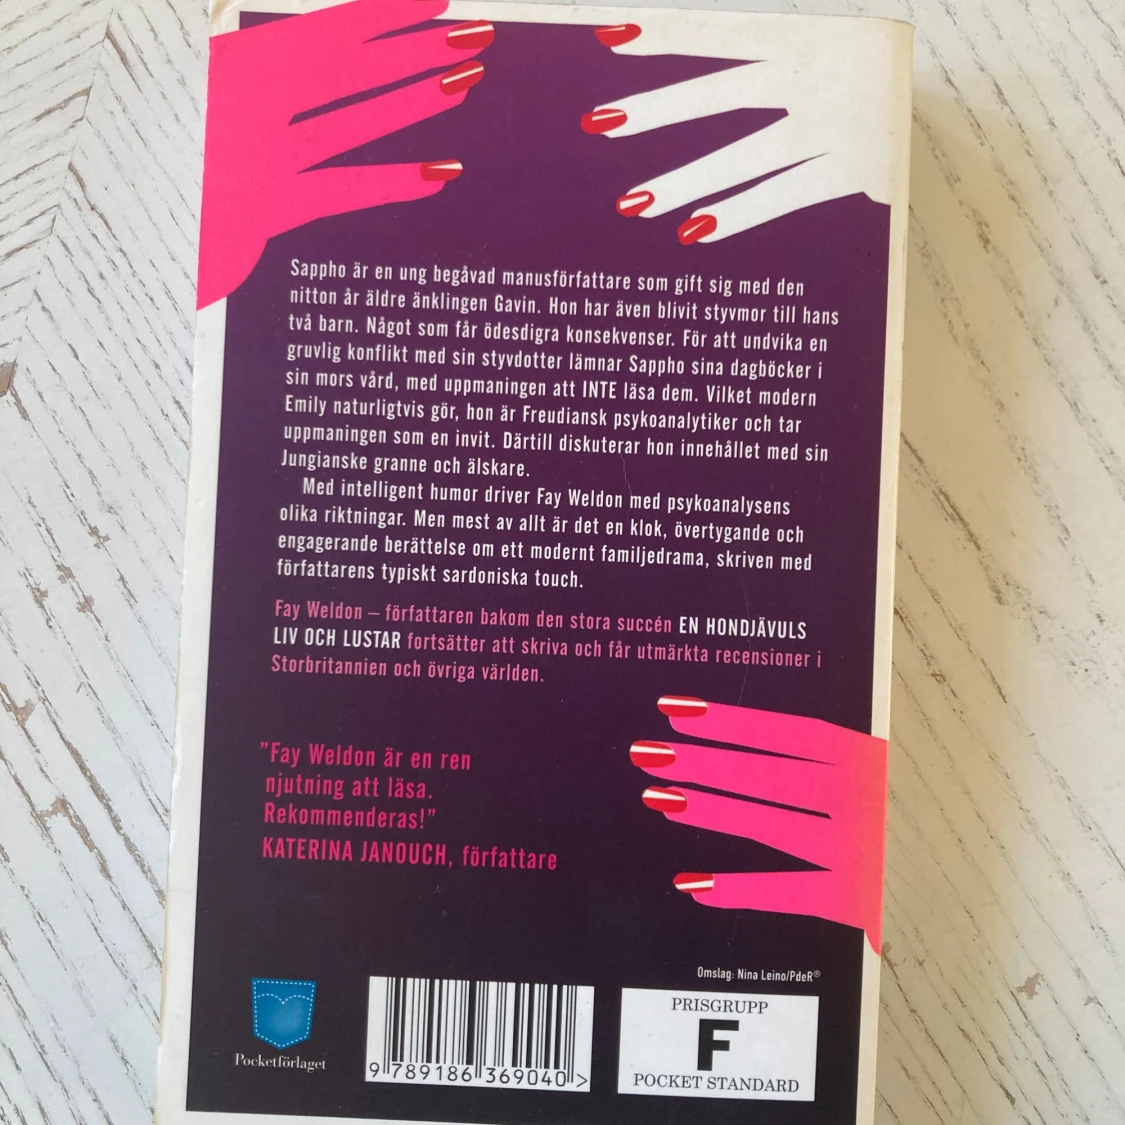 Sappho är en ung begåvad manusförfattare som gift sig med den
nitton år äldre änklingen Gavin. Hon har även blivit styvmor till hans
två barn. Något som får ödesdigra konsekvenser. För att undvika en
gruvlig konflikt med sin styvdotter lämnar Sappho sina dagböcker i
sin mors vård, med uppmaningen att INTE läsa dem. Vilket modern
Emily naturligtvis gör, hon är Freudiansk psykoanalytiker och tar
uppmaningen som en invit. Därtill diskuterar hon innehållet med sin
Jungianske granne och älskare.
Med intelligent humor driver Fay Weldon med psykoanalysens
olika riktningar. Men mest av allt är det en klok, övertygande och
engagerande berättelse om ett modernt familjedrama, skriven med
författarens typiskt sardoniska touch.
Fay Weldon – författaren bakom den stora succén EN HONDJÄVULS
LIV OCH LUSTAR fortsätter att skriva och får utmärkta recensioner i
Storbritannien och övriga världen.
"Fay Weldon är en ren
njutning att läsa.
Rekommenderas!"
KATERINA JANOUCH, författare
Omslag: Nina Leino/PdeR®
PRISGRUPP
F
POCKET STANDARD
Pocketförlaget
9 789186 369040 >